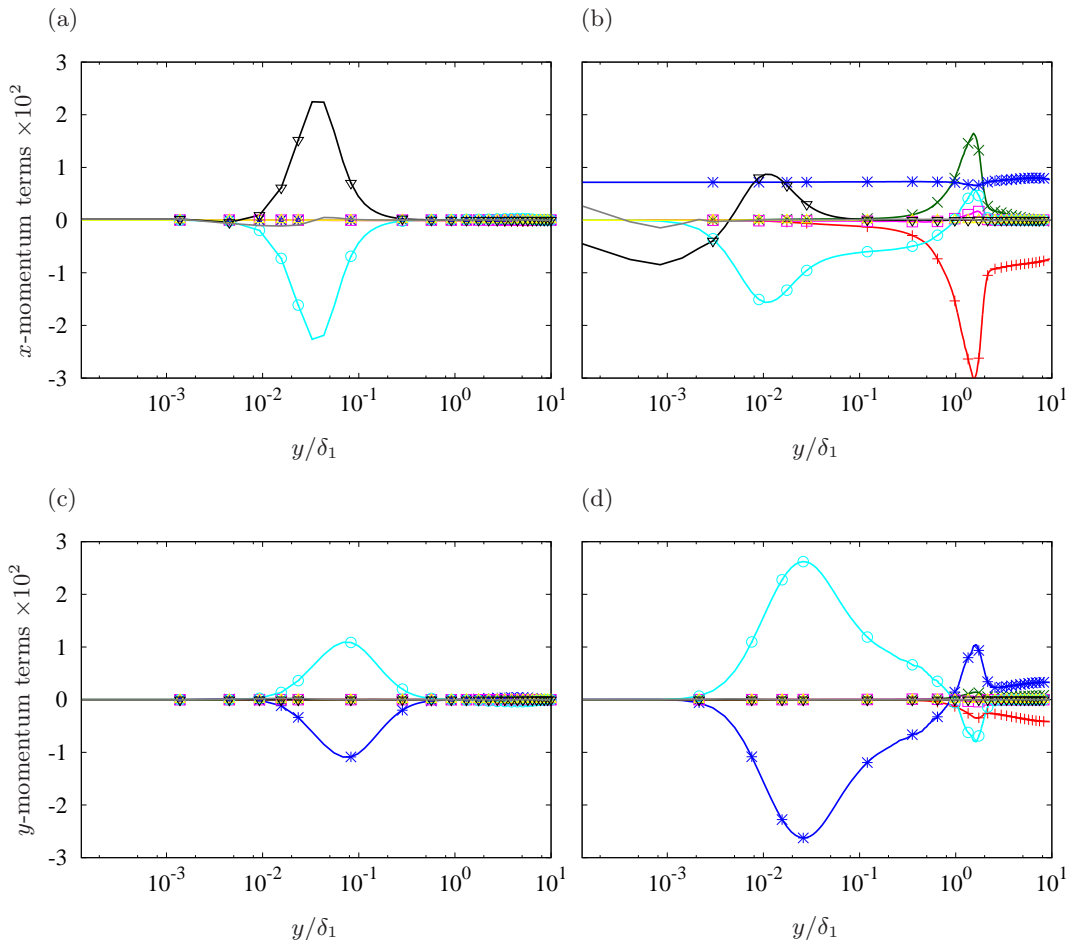 (a)
(b)
x-momentum terms ×10²
3
2
1
0
-1
-2
-3
10⁻³ 10⁻² 10⁻¹ 10⁰ 10¹
10⁻³ 10⁻² 10⁻¹ 10⁰ 10¹
y/δ₁
y/δ₁
(c)
(d)
y-momentum terms ×10²
3
2
1
0
-1
-2
-3
10⁻³ 10⁻² 10⁻¹ 10⁰ 10¹
10⁻³ 10⁻² 10⁻¹ 10⁰ 10¹
y/δ₁
y/δ₁